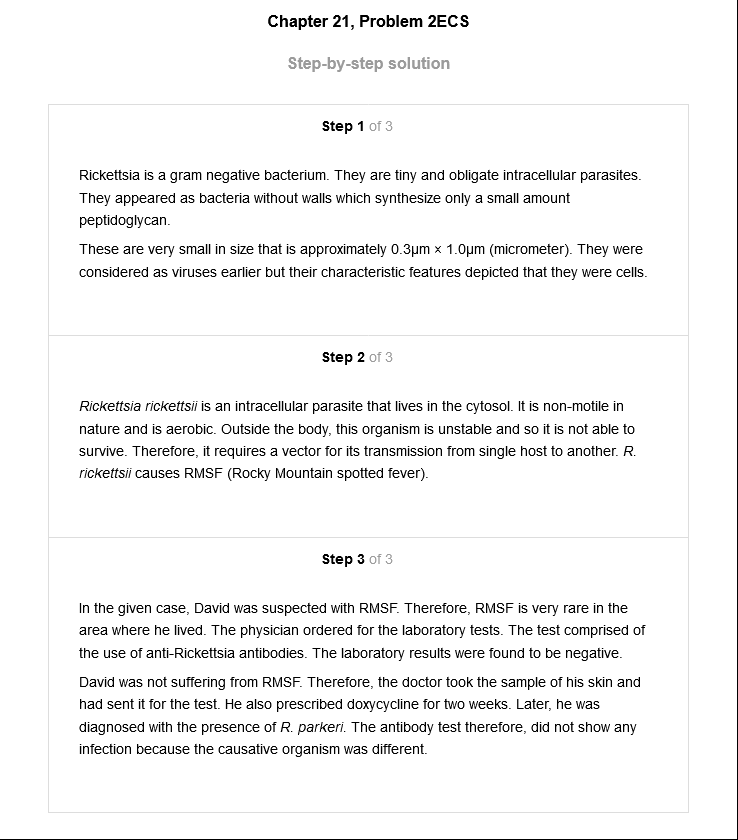 Chapter 21, Problem 2ECS
Step-by-step solution
Step 1 of 3
Rickettsia is a gram negative bacterium. They are tiny and obligate intracellular parasites.
They appeared as bacteria without walls which synthesize only a small amount
peptidoglycan.
These are very small in size that is approximately 0.3μm × 1.0μm (micrometer). They were
considered as viruses earlier but their characteristic features depicted that they were cells.
Step 2 of 3
Rickettsia rickettsii is an intracellular parasite that lives in the cytosol. It is non-motile in
nature and is aerobic. Outside the body, this organism is unstable and so it is not able to
survive. Therefore, it requires a vector for its transmission from single host to another. R.
rickettsii causes RMSF (Rocky Mountain spotted fever).
Step 3 of 3
In the given case, David was suspected with RMSF. Therefore, RMSF is very rare in the
area where he lived. The physician ordered for the laboratory tests. The test comprised of
the use of anti-Rickettsia antibodies. The laboratory results were found to be negative.
David was not suffering from RMSF. Therefore, the doctor took the sample of his skin and
had sent it for the test. He also prescribed doxycycline for two weeks. Later, he was
diagnosed with the presence of R. parkeri. The antibody test therefore, did not show any
infection because the causative organism was different.